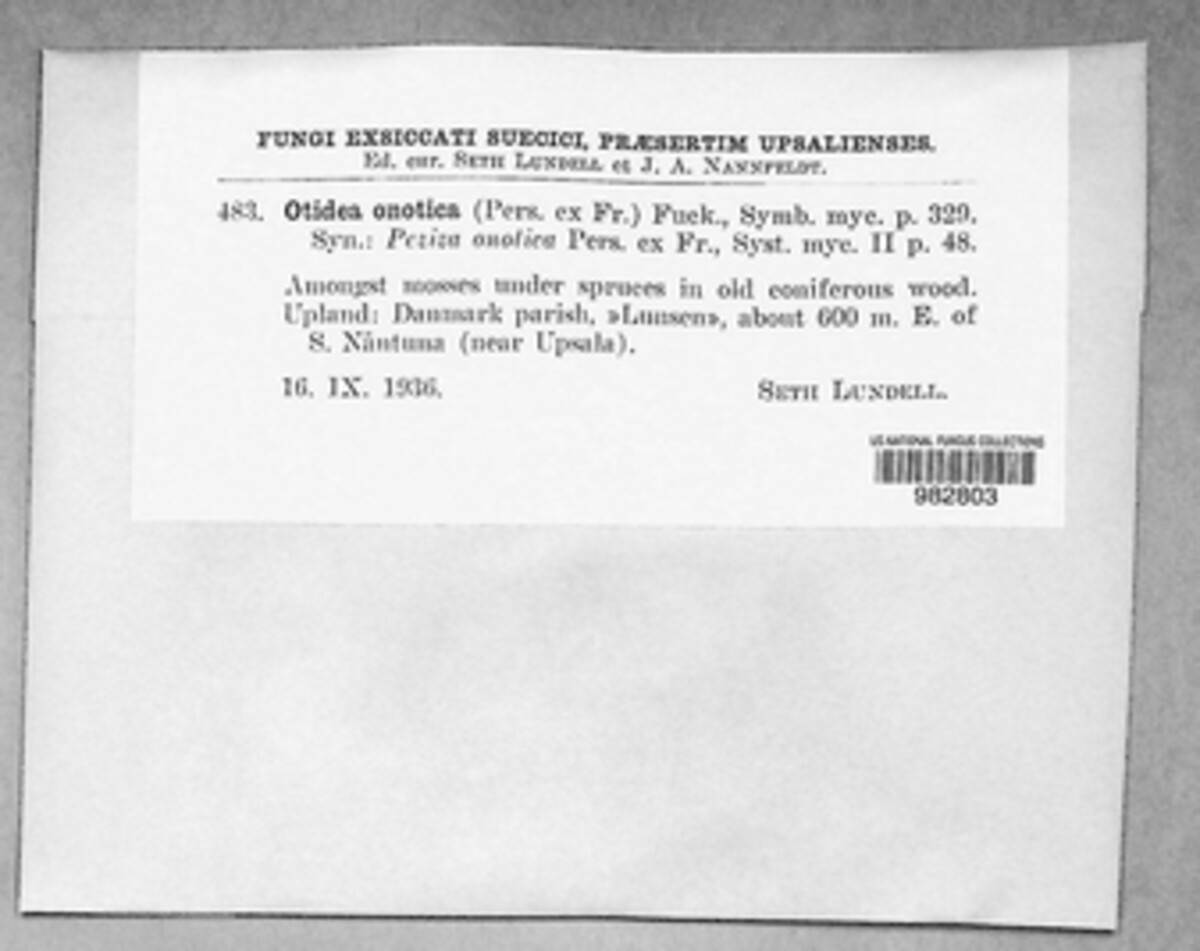 FUNGI EXSICCATI SUECICI, PRÆSERTIM UPSALIENSES.
Ed. cur. SETH LUNDELL et J. A. NANNFELDT.
483. Otidea onotica (Pers. ex Fr.) Fuck., Symb. myc. p. 329.
Syn.: Peziza onotica Pers. ex Fr., Syst. myc. II p. 48.
Amongst mosses under spruces in old coniferous wood.
Upland: Danmark parish, »Lunsen», about 600 m. E. of
S. Nåntuna (near Upsala).
16. IX. 1936. SETH LUNDELL.
US NATIONAL FUNGUS COLLECTIONS
982803